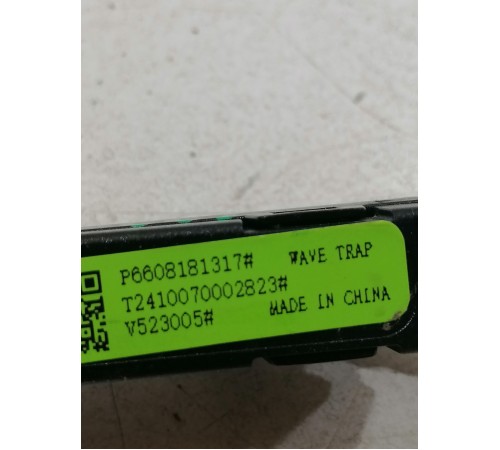 P6608181317# WAVE TRAP
T2410070002823#
V523005# MADE IN CHINA